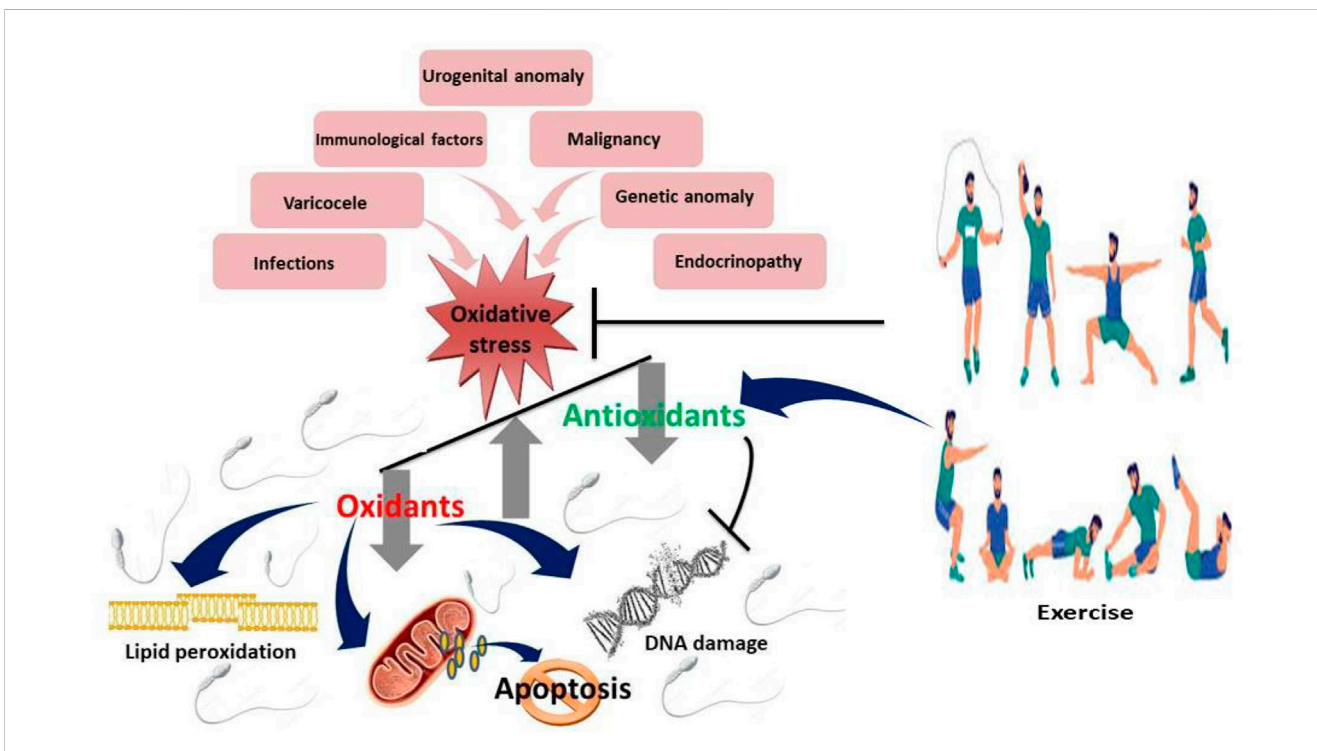 Urogenital anomaly
Immunological factors
Malignancy
Varicocele
Genetic anomaly
Infections
Endocrinopathy
Oxidative
stress
Antioxidants
Oxidants
Lipid peroxidation
DNA damage
Apoptosis
Exercise